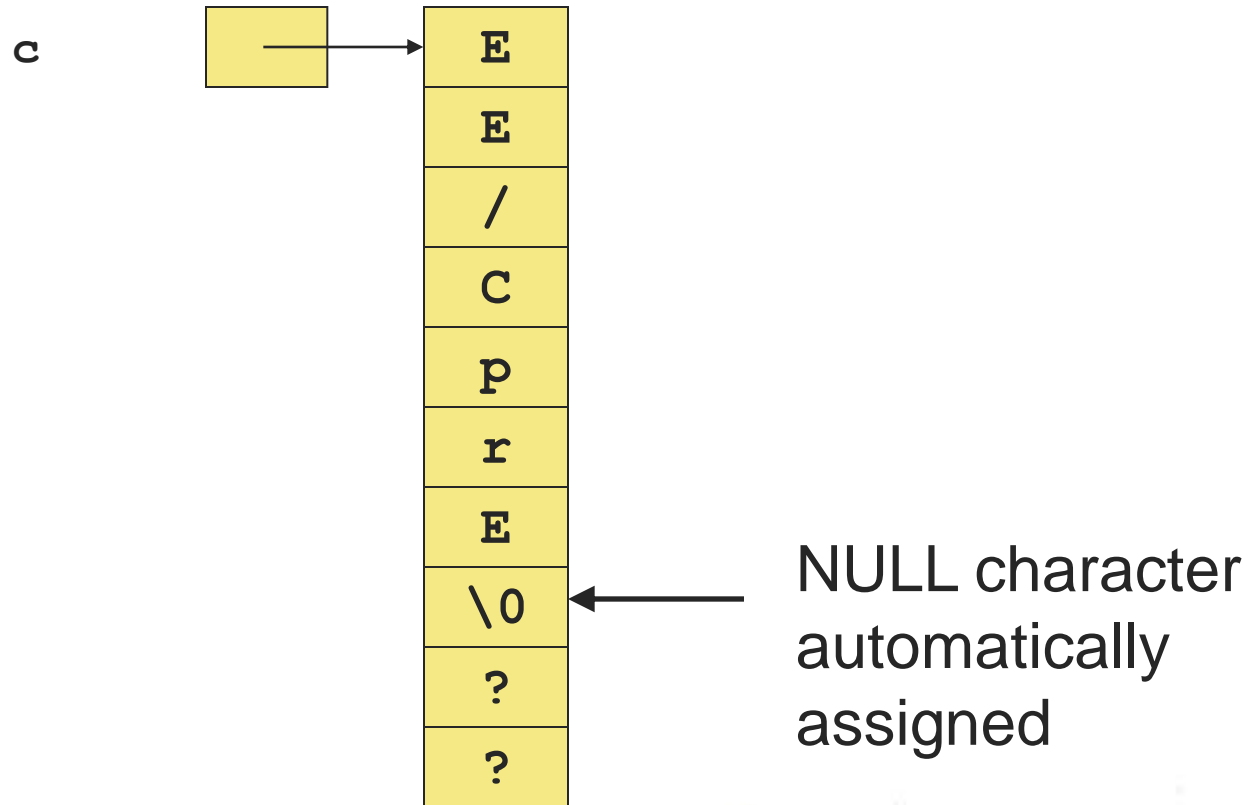 c
E
E
/
C
p
r
E
\0
?
?
NULL character
automatically
assigned